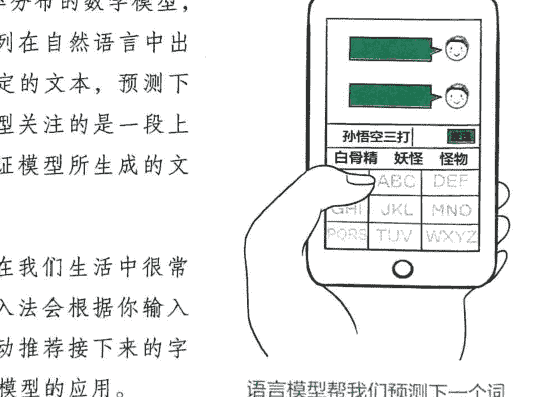 率分布的数学模型，
列在自然语言中出
定的文本，预测下
型关注的是一段上
证模型所生成的文
在我们生活中很常
入法会根据你输入
动推荐接下来的字
模型的应用。
孙悟空三打
白骨精 妖怪 怪物
ABC DEF
GHI JKL MNO
PQRS TUV WXYZ
语言模型帮我们预测下一个词